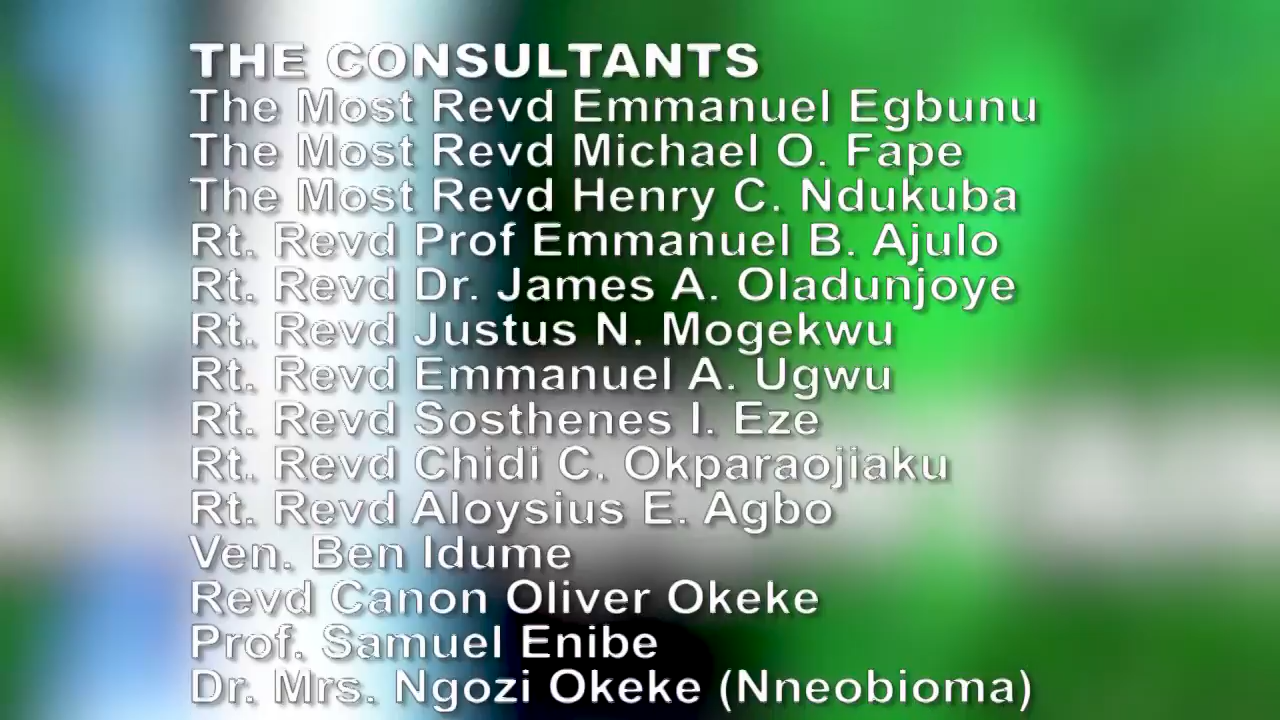 THE CONSULTANTS
The Most Revd Emmanuel Egbunu
The Most Revd Michael O. Fape
The Most Revd Henry C. Ndukuba
Rt. Revd Prof Emmanuel B. Ajulo
Rt. Revd Dr. James A. Oladunjoye
Rt. Revd Justus N. Mogekwu
Rt. Revd Emmanuel A. Ugwu
Rt. Revd Sosthenes I. Eze
Rt. Revd Chidi C. Okparaojiaku
Rt. Revd Aloysius E. Agbo
Ven. Ben Idume
Revd Canon Oliver Okeke
Prof. Samuel Enibe
Dr. Mrs. Ngozi Okeke (Nneobioma)